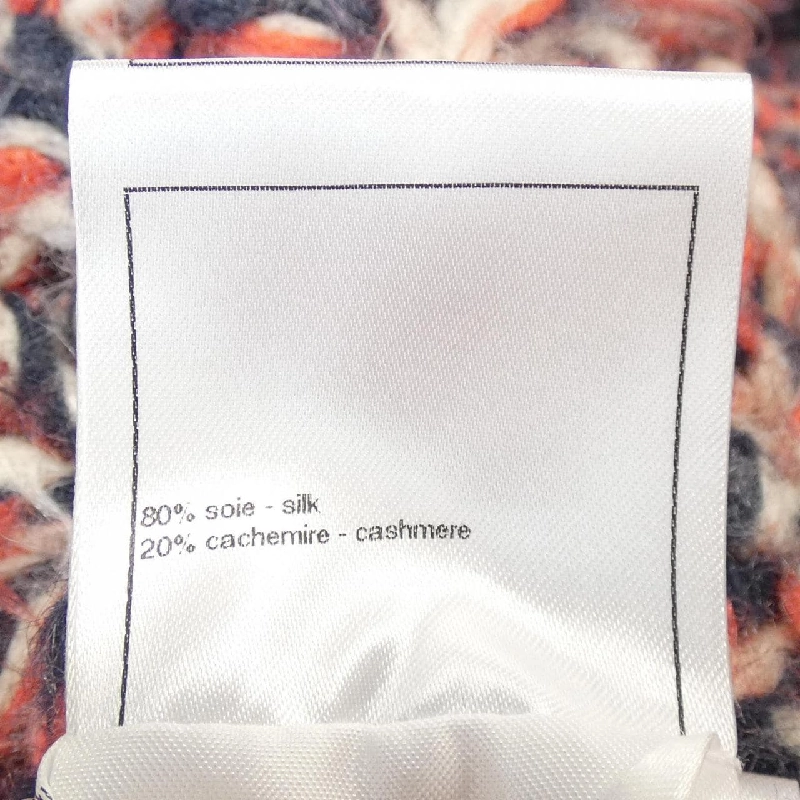 80% soie - silk
20% cachemire - cashmere